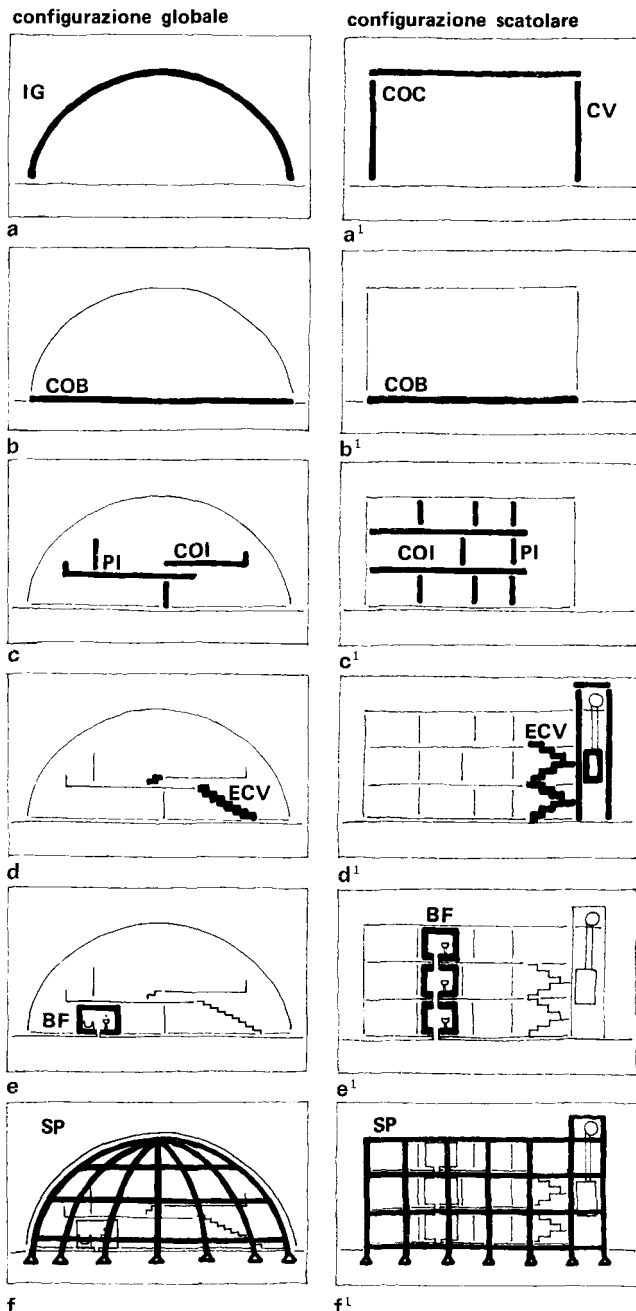 configurazione globale
configurazione scatolare
IG
COC
CV
a
a¹
COB
COB
b
b¹
PI
COI
COI
PI
c
c¹
ECV
ECV
d
d¹
BF
BF
e
e¹
SP
SP
f
f¹